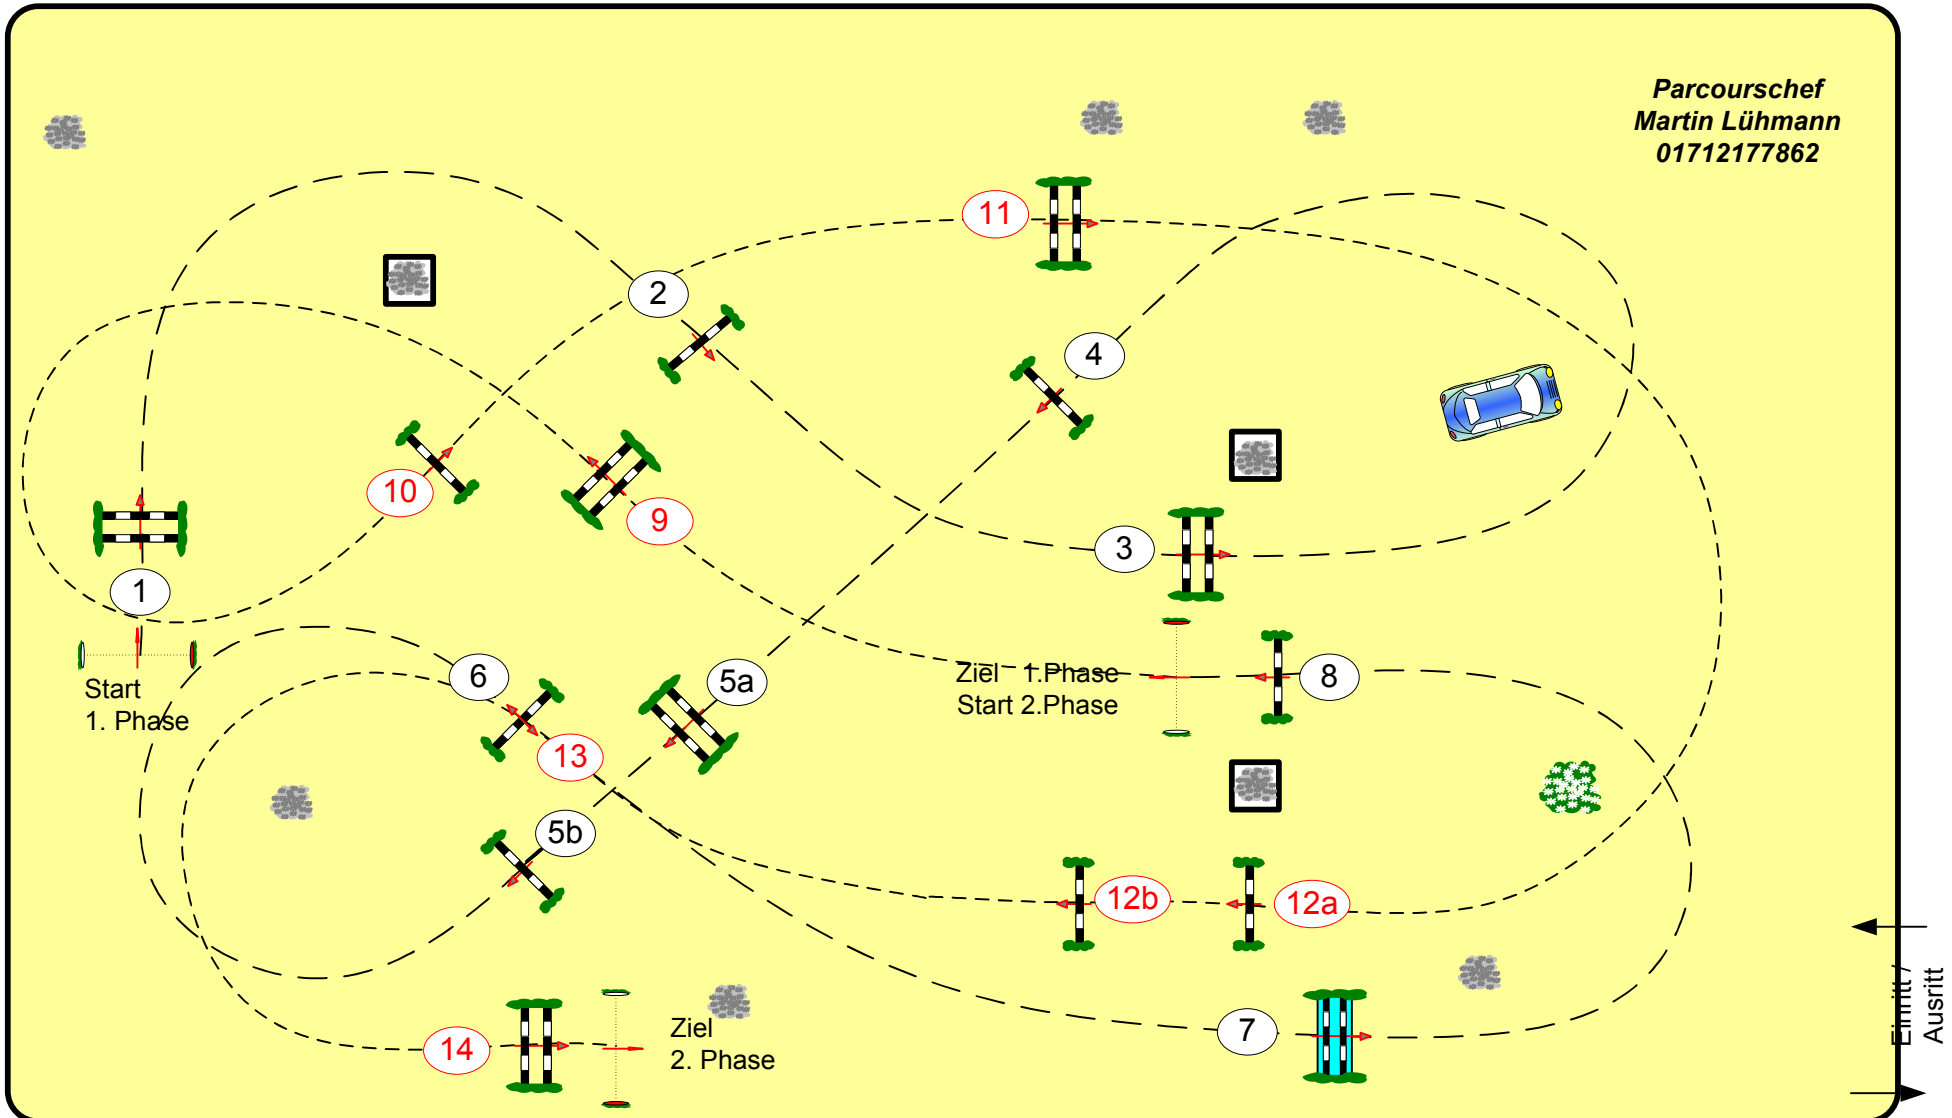 Parcourschef
Martin Lühmann
01712177862
11
2
4
10
9
3
1
Start
1. Phase
6
5a
Ziel 1.Phase
Start 2.Phase
8
13
5b
12b
12a
7
14
Ziel
2. Phase
Einritt /
Ausritt